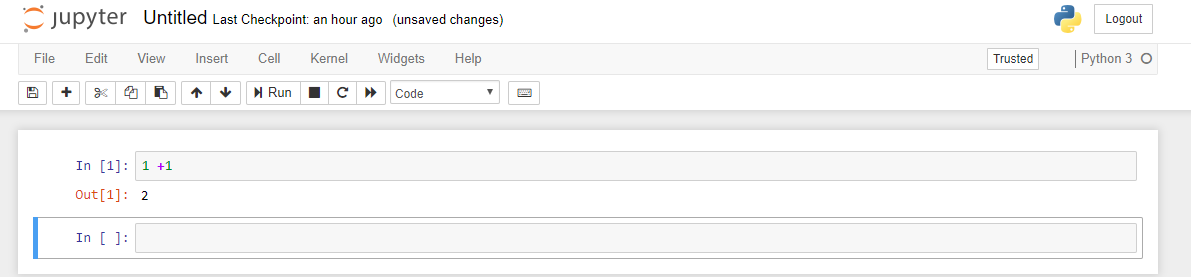 jupyter Untitled Last Checkpoint: an hour ago (unsaved changes) Logout
File Edit View Insert Cell Kernel Widgets Help Trusted Python 3
Run Code
In [1]: 1 +1
Out[1]: 2
In [ ]: